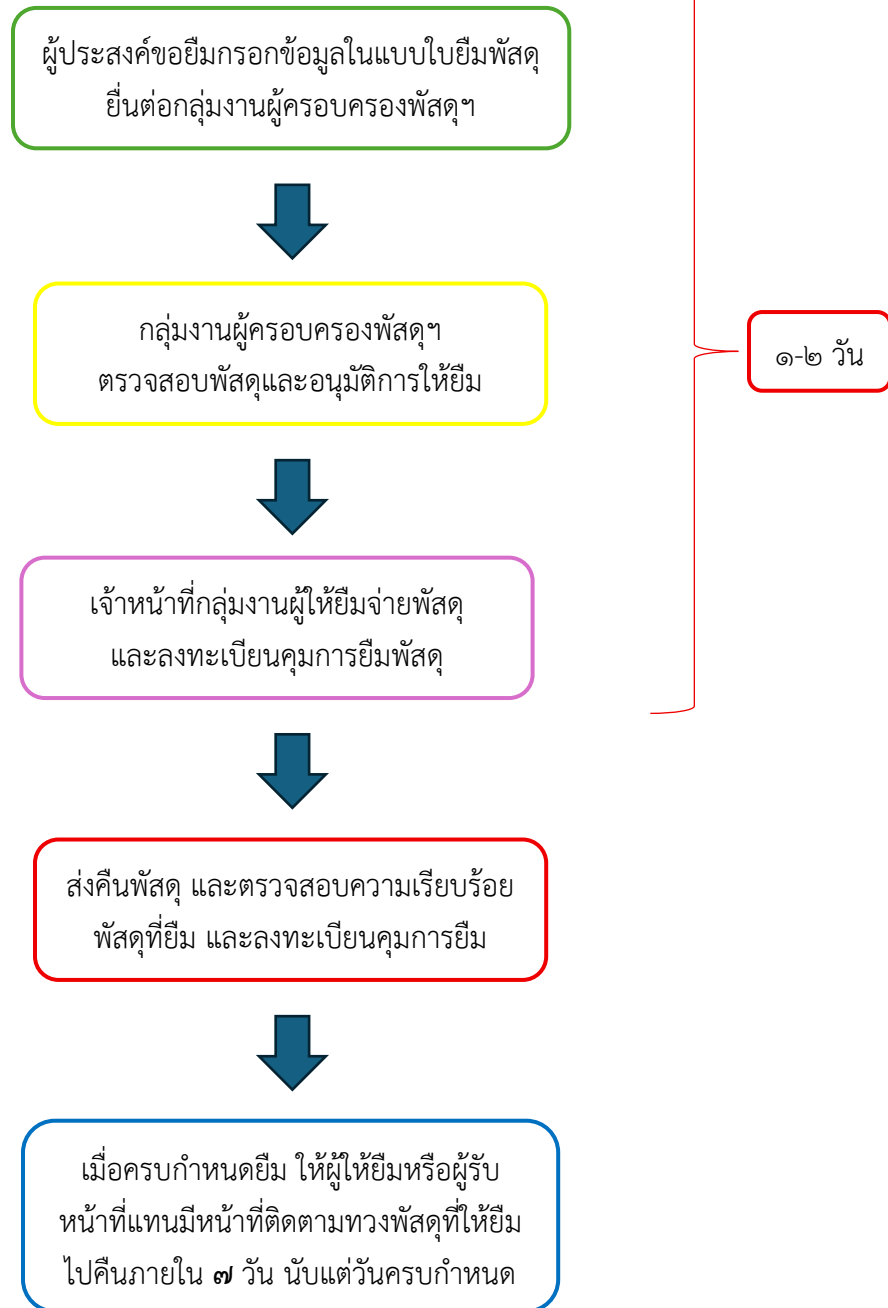 ผู้ประสงค์ขอยืมกรอกข้อมูลในแบบใบยืมพัสดุ
ยื่นต่อกลุ่มงานผู้ครอบครองพัสดุฯ
กลุ่มงานผู้ครอบครองพัสดุฯ
ตรวจสอบพัสดุและอนุมัติการให้ยืม
๑-๒ วัน
เจ้าหน้าที่กลุ่มงานผู้ให้ยืมจ่ายพัสดุ
และลงทะเบียนคุมการยืมพัสดุ
ส่งคืนพัสดุ และตรวจสอบความเรียบร้อย
พัสดุที่ยืม และลงทะเบียนคุมการยืม
เมื่อครบกำหนดยืม ให้ผู้ให้ยืมหรือผู้รับ
หน้าที่แทนมีหน้าที่ติดตามทวงพัสดุที่ให้ยืม
ไปคืนภายใน ๗ วัน นับแต่วันครบกำหนด